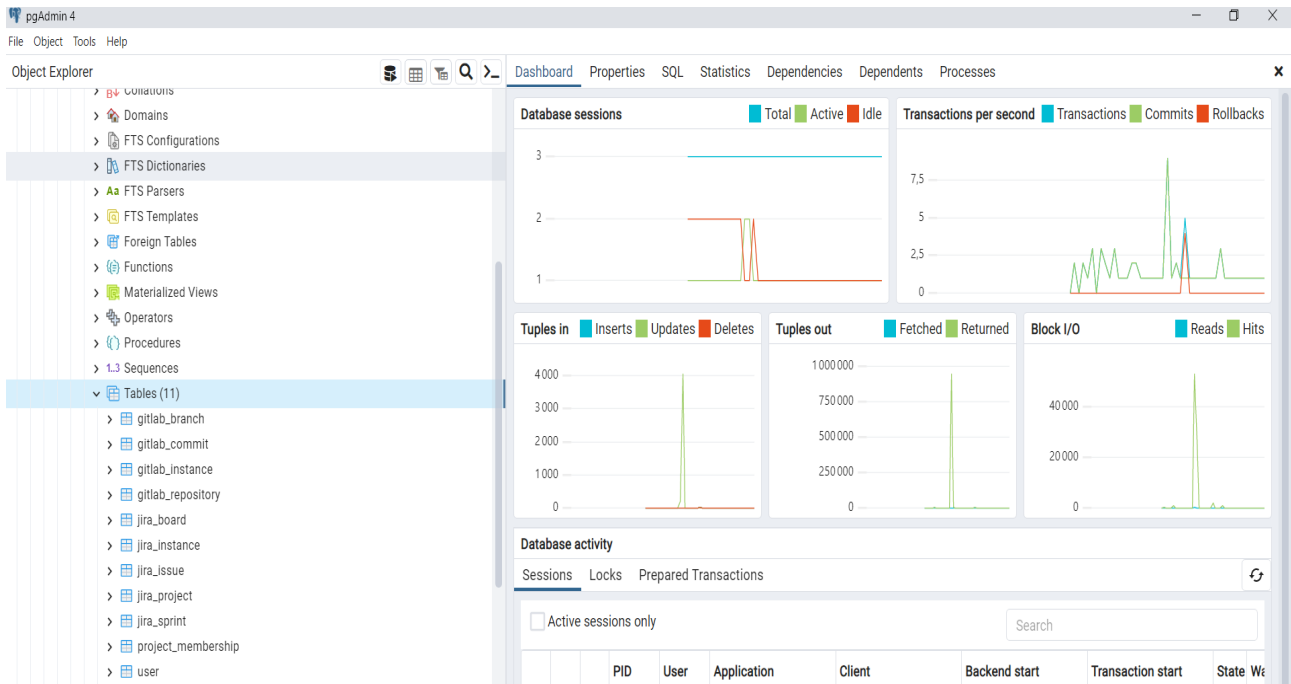 pgAdmin 4
File Object Tools Help
Object Explorer
Collations
Domains
FTS Configurations
FTS Dictionaries
Aa FTS Parsers
FTS Templates
Foreign Tables
Functions
Materialized Views
Operators
Procedures
1..3 Sequences
Tables (11)
gitlab_branch
gitlab_commit
gitlab_instance
gitlab_repository
jira_board
jira_instance
jira_issue
jira_project
jira_sprint
project_membership
user
Dashboard Properties SQL Statistics Dependencies Dependents Processes
Database sessions Total Active Idle
3
2
1
Transactions per second Transactions Commits Rollbacks
7,5
5
2,5
0
Tuples in Inserts Updates Deletes
4 000
3 000
2 000
1 000
0
Tuples out Fetched Returned
1 000 000
750 000
500 000
250 000
0
Block I/O Reads Hits
40 000
20 000
0
Database activity
Sessions Locks Prepared Transactions
Active sessions only Search
PID User Application Client Backend start Transaction start State Wa